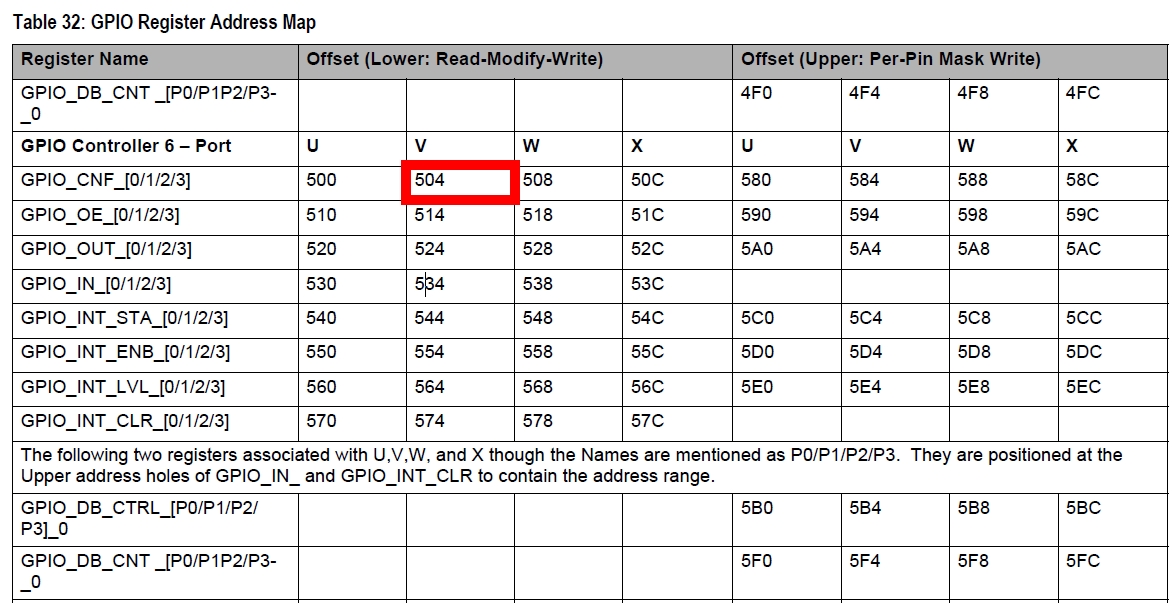 Table 32: GPIO Register Address Map
Register Name Offset (Lower: Read-Modify-Write) Offset (Upper: Per-Pin Mask Write)
GPIO_DB_CNT _[P0/P1P2/P3- 4F0 4F4 4F8 4FC
_0
GPIO Controller 6 – Port U V W X U V W X
GPIO_CNF_[0/1/2/3] 500 504 508 50C 580 584 588 58C
GPIO_OE_[0/1/2/3] 510 514 518 51C 590 594 598 59C
GPIO_OUT_[0/1/2/3] 520 524 528 52C 5A0 5A4 5A8 5AC
GPIO_IN_[0/1/2/3] 530 534 538 53C
GPIO_INT_STA_[0/1/2/3] 540 544 548 54C 5C0 5C4 5C8 5CC
GPIO_INT_ENB_[0/1/2/3] 550 554 558 55C 5D0 5D4 5D8 5DC
GPIO_INT_LVL_[0/1/2/3] 560 564 568 56C 5E0 5E4 5E8 5EC
GPIO_INT_CLR_[0/1/2/3] 570 574 578 57C
The following two registers associated with U,V,W, and X though the Names are mentioned as P0/P1/P2/P3. They are positioned at the
Upper address holes of GPIO_IN_ and GPIO_INT_CLR to contain the address range.
GPIO_DB_CTRL_[P0/P1/P2/ 5B0 5B4 5B8 5BC
P3]_0
GPIO_DB_CNT _[P0/P1P2/P3- 5F0 5F4 5F8 5FC
_0